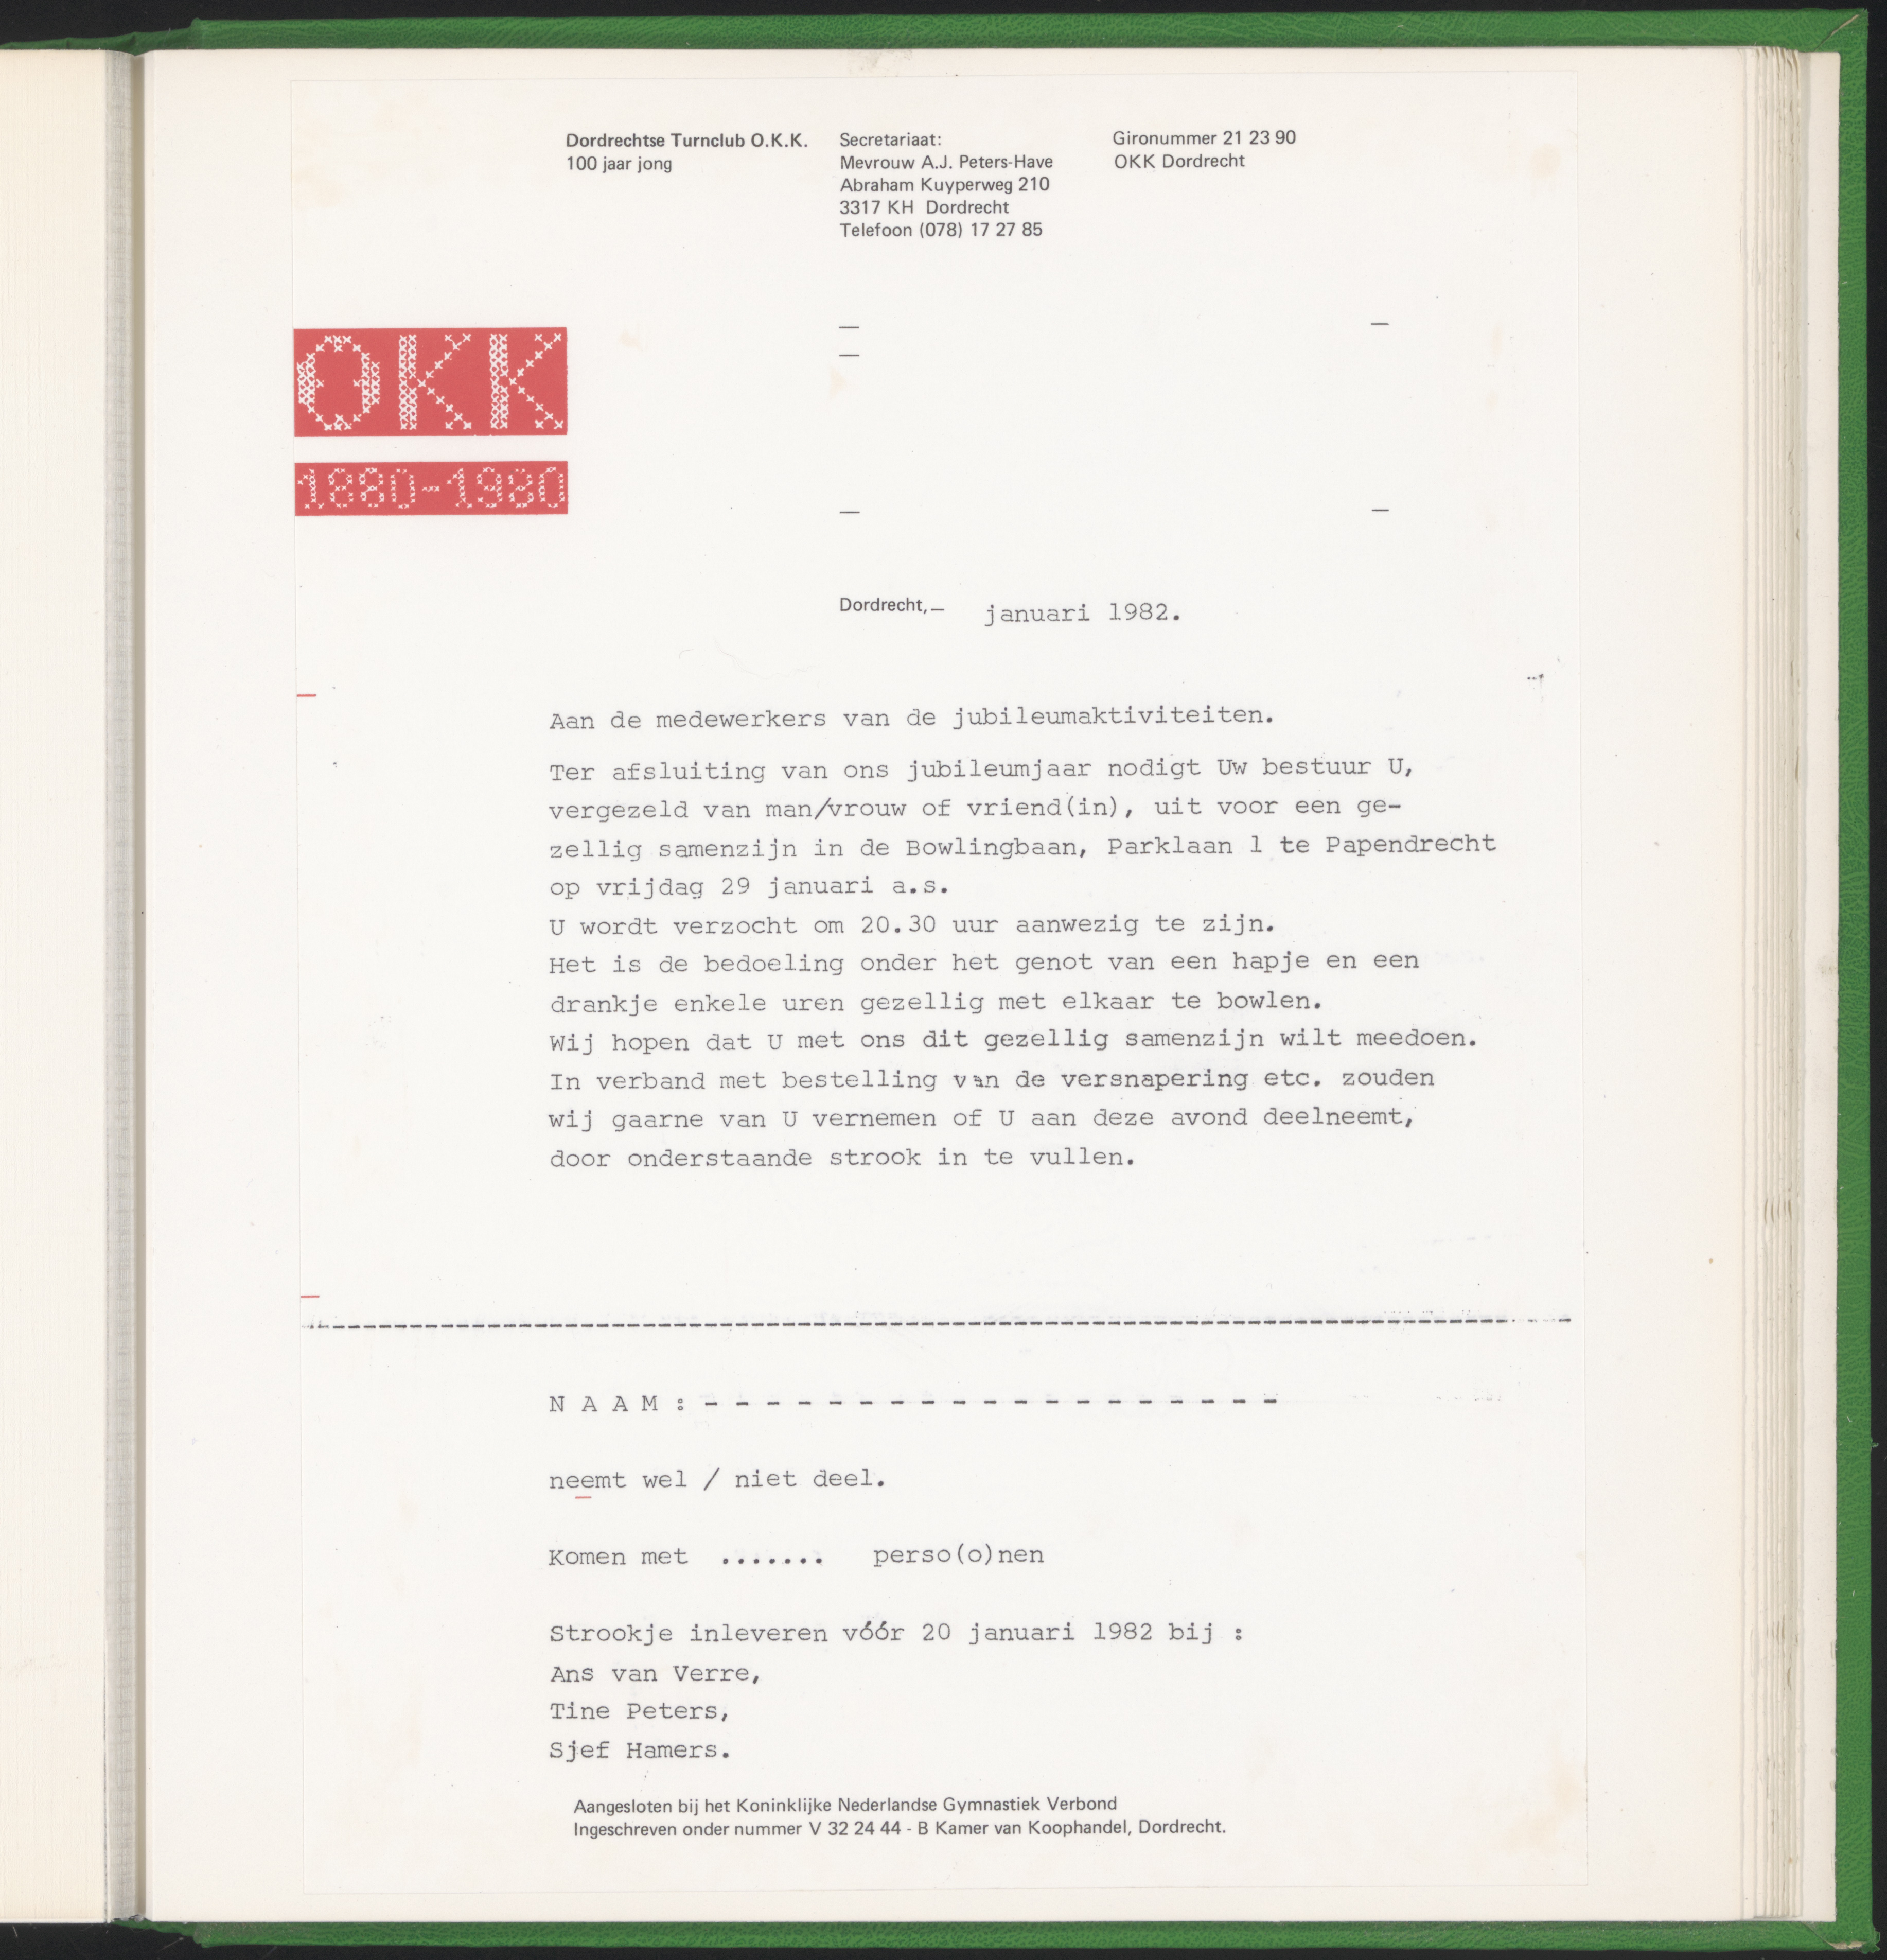 Dordrechtse Turnclub O.K.K.
100 jaar jong
Secretariaat:
Mevrouw A.J. Peters-Have
Abraham Kuyperweg 210
3317 KH Dordrecht
Telefoon (078) 17 27 85
Gironummer 21 23 90
OKK Dordrecht
OKK
1880-1980
Dordrecht,— januari 1982.
Aan de medewerkers van de jubileumaktiviteiten.
Ter afsluiting van ons jubileumjaar nodigt Uw bestuur U,
vergezeld van man/vrouw of vriend(in), uit voor een ge-
zellig samenzijn in de Bowlingbaan, Parklaan 1 te Papendrecht
op vrijdag 29 januari a.s.
U wordt verzocht om 20.30 uur aanwezig te zijn.
Het is de bedoeling onder het genot van een hapje en een
drankje enkele uren gezellig met elkaar te bowlen.
Wij hopen dat U met ons dit gezellig samenzijn wilt meedoen.
In verband met bestelling van de versnapering etc. zouden
wij gaarne van U vernemen of U aan deze avond deelneemt,
door onderstaande strook in te vullen.
N A A M : - - - - - - - - - - - - - - - - - - -
neemt wel / niet deel.
Komen met ....... perso(o)nen
Strookje inleveren vóór 20 januari 1982 bij :
Ans van Verre,
Tine Peters,
Sjef Hamers.
Aangesloten bij het Koninklijke Nederlandse Gymnastiek Verbond
Ingeschreven onder nummer V 32 24 44 - B Kamer van Koophandel, Dordrecht.